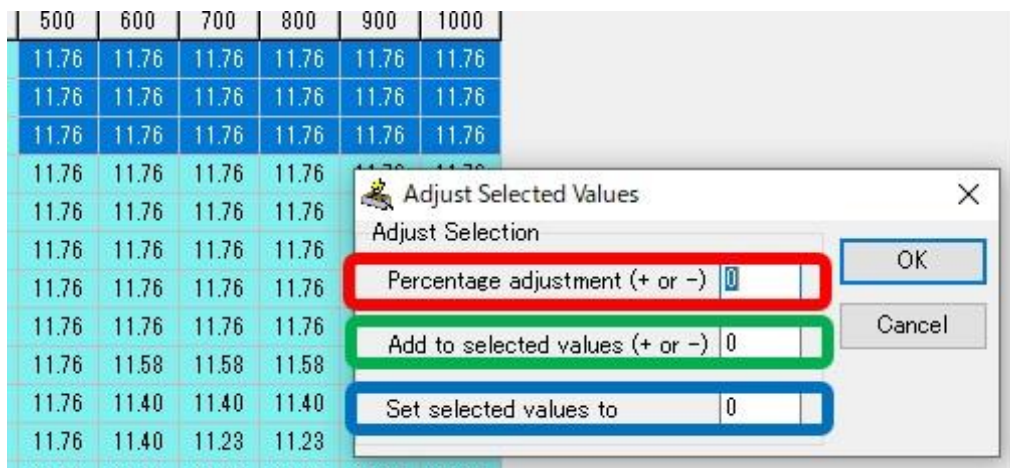 500 600 700 800 900 1000
11.76 11.76 11.76 11.76 11.76 11.76
11.76 11.76 11.76 11.76 11.76 11.76
11.76 11.76 11.76 11.76 11.76 11.76
11.76 11.76 11.76 11.76
11.76 11.76 11.76 11.76
11.76 11.76 11.76 11.76
11.76 11.76 11.76 11.76
11.76 11.76 11.76 11.76
11.76 11.58 11.58 11.58
11.76 11.40 11.40 11.40
11.76 11.40 11.23 11.23
Adjust Selected Values
Adjust Selection
Percentage adjustment (+ or -) 0
Add to selected values (+ or -) 0
Set selected values to 0
OK
Cancel